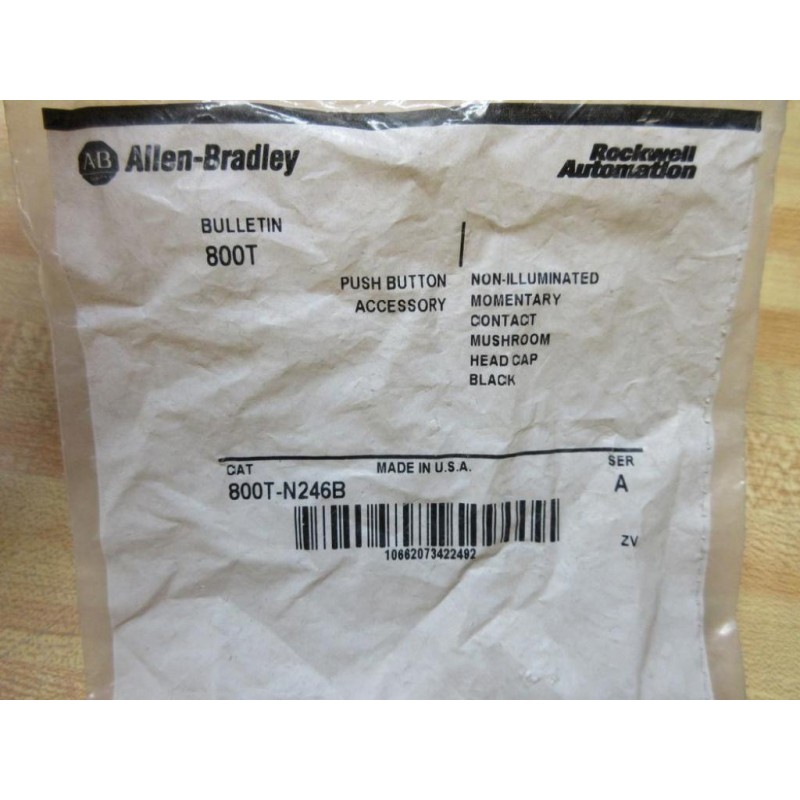 AB Allen-Bradley
Rockwell
Automation
BULLETIN
800T
PUSH BUTTON
ACCESSORY
NON-ILLUMINATED
MOMENTARY
CONTACT
MUSHROOM
HEAD CAP
BLACK
CAT
MADE IN U.S.A.
SER
800T-N246B
A
10662073422492
ZV